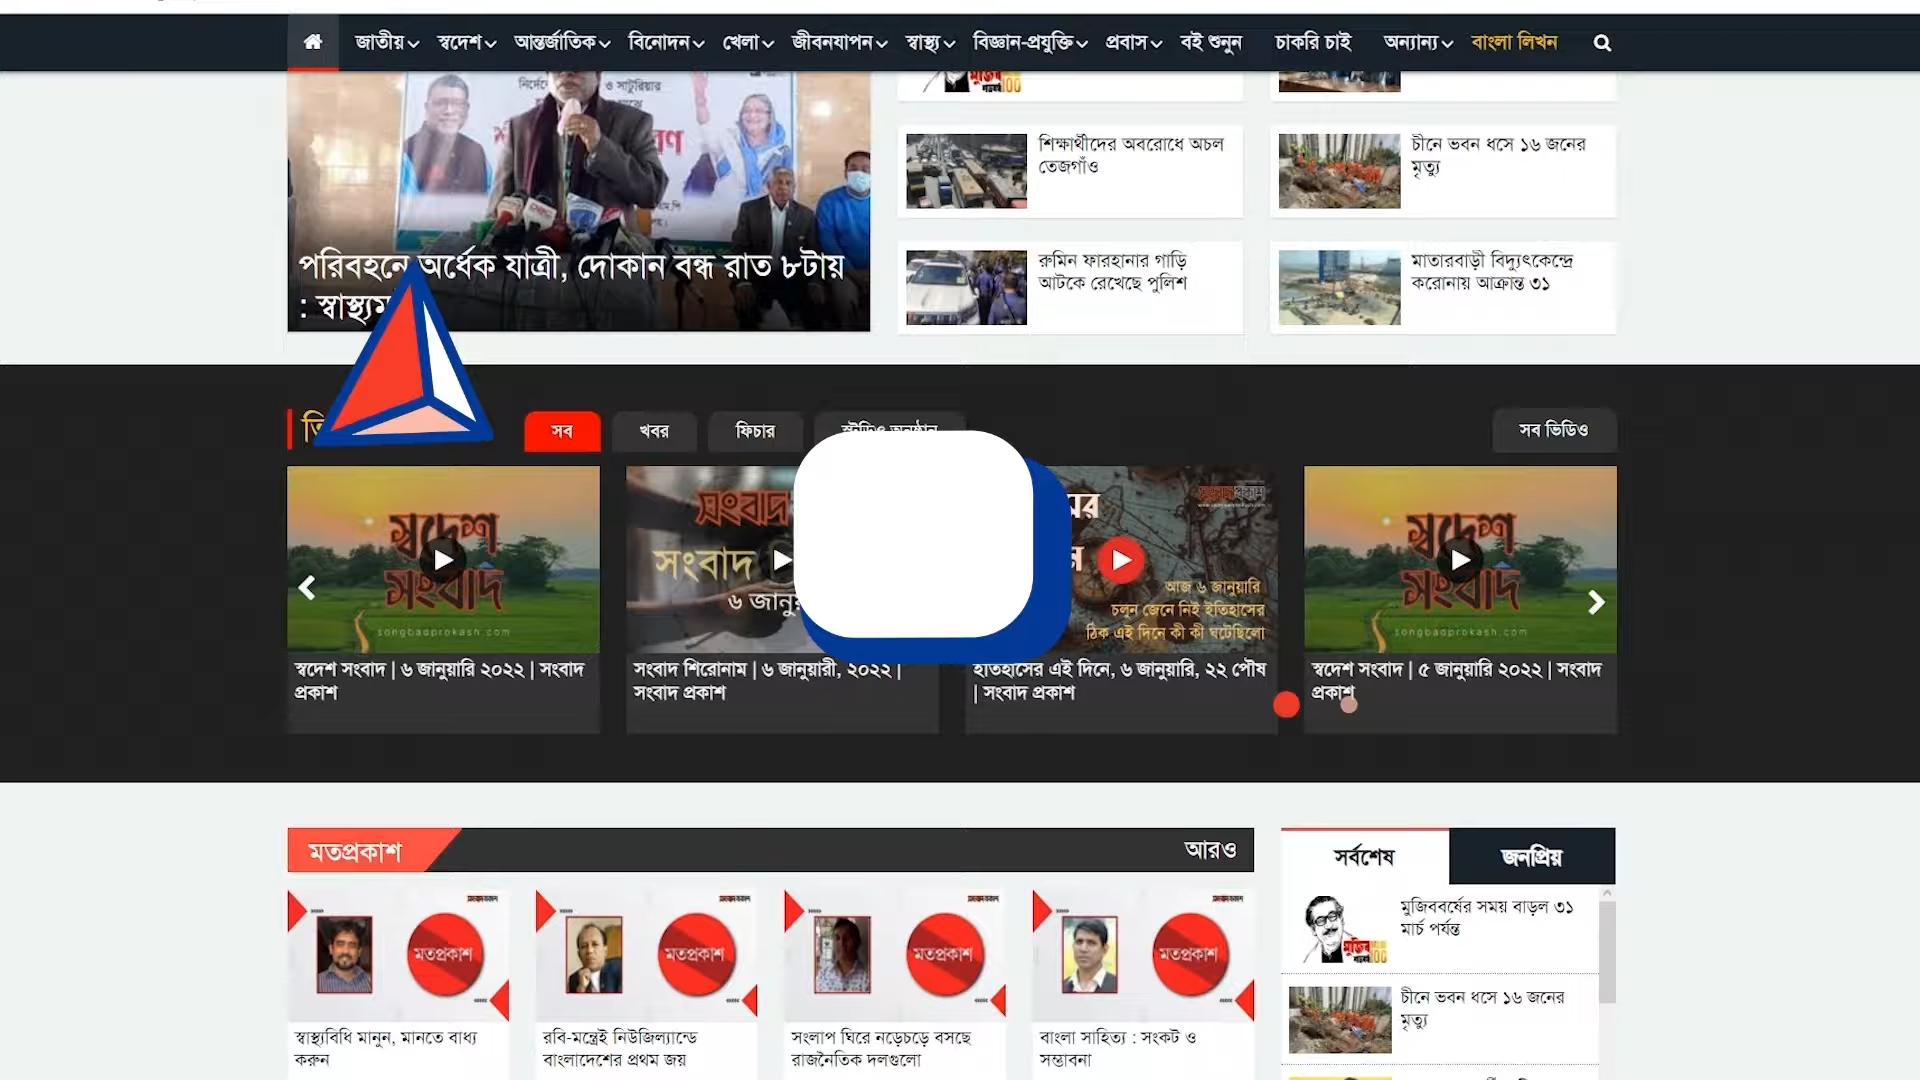 জাতীয় স্বদেশ আন্তর্জাতিক বিনোদন খেলা জীবনযাপন স্বাস্থ্য বিজ্ঞান-প্রযুক্তি প্রবাস বই শুনুন চাকরি চাই অন্যান্য বাংলা লিখন
পরিবহনে অর্ধেক যাত্রী, দোকান বন্ধ রাত ৮টায়
শিক্ষার্থীদের অবরোধে অচল
তেজগাঁও
চীনে ভবন ধসে ১৬ জনের
মৃত্যু
রুমিন ফারহানার গাড়ি
আটকে রেখেছে পুলিশ
মাতারবাড়ী বিদ্যুৎকেন্দ্রে
করোনায় আক্রান্ত ৩১
সব খবর ফিচার স্টুডিও অনুষ্ঠান সব ভিডিও
স্বদেশ
সংবাদ
songbadprokash.com
সংবাদ
সংবাদ
আজ ৬ জানুয়ারি
চলুন জেনে নিই ইতিহাসের
ঠিক এই দিনে কী কী ঘটেছিলো
স্বদেশ
সংবাদ
songbadprokash.com
স্বদেশ সংবাদ | ৬ জানুয়ারি ২০২২ | সংবাদ
প্রকাশ
সংবাদ শিরোনাম | ৬ জানুয়ারী, ২০২২ |
সংবাদ প্রকাশ
ইতিহাসের এই দিনে, ৬ জানুয়ারি, ২২ পৌষ
| সংবাদ প্রকাশ
স্বদেশ সংবাদ | ৫ জানুয়ারি ২০২২ | সংবাদ
প্রকাশ
মতপ্রকাশ আরও
মতপ্রকাশ
স্বাস্থ্যবিধি মানুন, মানতে বাধ্য
করুন
মতপ্রকাশ
রবি-মন্ত্রেই নিউজিল্যান্ডে
বাংলাদেশের প্রথম জয়
মতপ্রকাশ
সংলাপ ঘিরে নড়েচড়ে বসছে
রাজনৈতিক দলগুলো
মতপ্রকাশ
বাংলা সাহিত্য : সংকট ও
সম্ভাবনা
সর্বশেষ জনপ্রিয়
মুজিববর্ষের সময় বাড়ল ৩১
মার্চ পর্যন্ত
চীনে ভবন ধসে ১৬ জনের
মৃত্যু